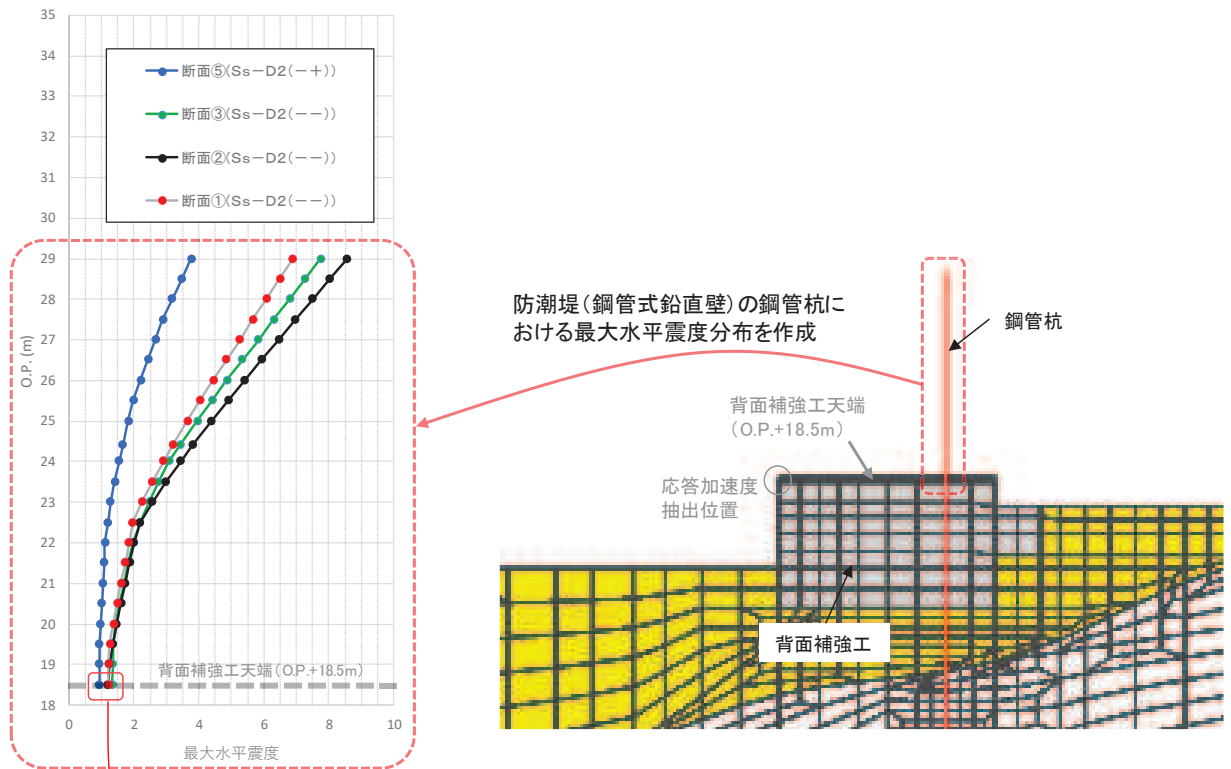 35
34
33
32
31
30
29
28
27
26
25
24
23
22
21
20
19
18
O.P. (m)
断面⑤(Ss－D2(－＋))
断面③(Ss－D2(－－))
断面②(Ss－D2(－－))
断面①(Ss－D2(－－))
背面補強工天端(O.P.+18.5m)
0 2 4 6 8 10
最大水平震度
防潮堤(鋼管式鉛直壁)の鋼管杭に
おける最大水平震度分布を作成
鋼管杭
背面補強工天端
(O.P.+18.5m)
応答加速度
抽出位置
背面補強工